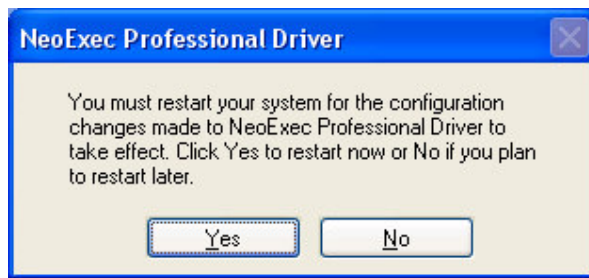 NeoExec Professional Driver
You must restart your system for the configuration
changes made to NeoExec Professional Driver to
take effect. Click Yes to restart now or No if you plan
to restart later.
Yes
No